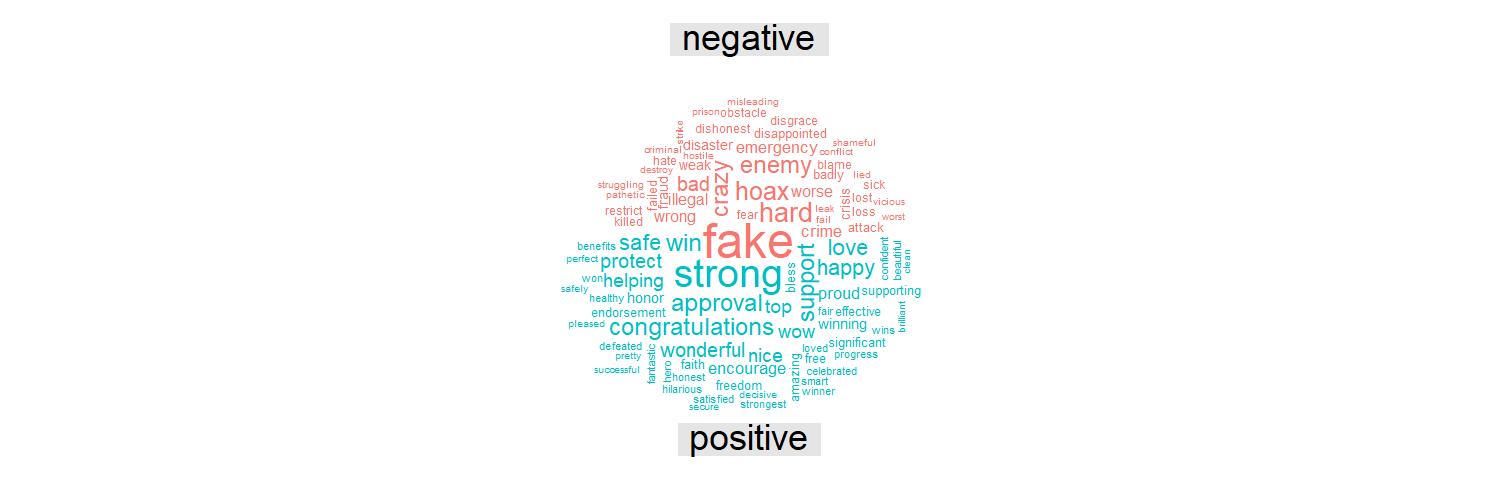 negative
misleading
prison obstacle
disgrace
strike dishonest disappointed
criminal disaster emergency shameful
hostile conflict
hate weak crazy enemy blame
destroy badly lied
struggling failed fraud bad hoax worse crisis sick
pathetic illegal lost vicious
restrict wrong fear hard leak loss worst
killed fail
crime attack
fake
benefits safe win support love confident beautiful clean
perfect protect strong bless happy
won helping
safely healthy honor approval top proud supporting
endorsement fair effective brilliant
pleased congratulations wow winning wins
defeated fantastic wonderful nice amazing loved significant
pretty free progress
successful hero faith encourage celebrated
honest smart
hilarious freedom winner
satisfied decisive
secure strongest
positive